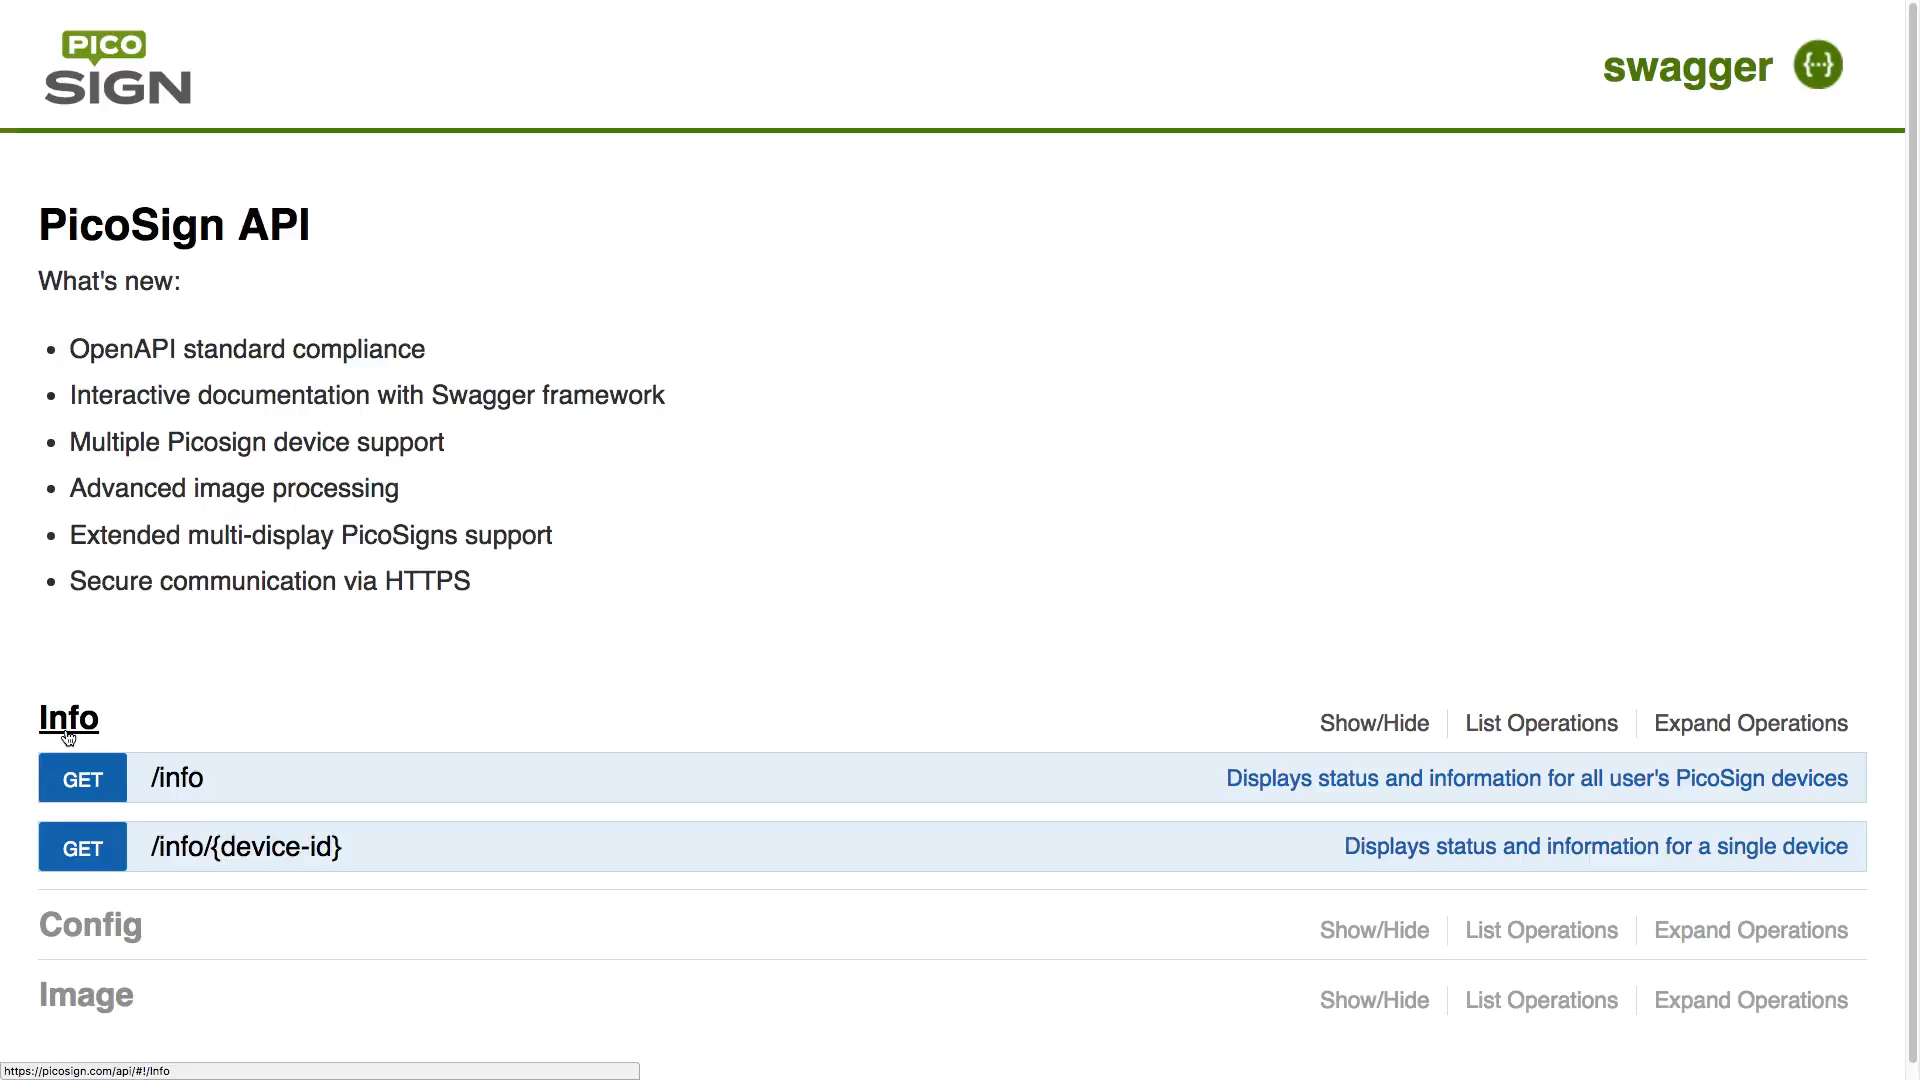 PICO
SIGN
swagger {...}
PicoSign API
What's new:
• OpenAPI standard compliance
• Interactive documentation with Swagger framework
• Multiple Picosign device support
• Advanced image processing
• Extended multi-display PicoSigns support
• Secure communication via HTTPS
Info Show/Hide List Operations Expand Operations
GET /info Displays status and information for all user's PicoSign devices
GET /info/{device-id} Displays status and information for a single device
Config Show/Hide List Operations Expand Operations
Image Show/Hide List Operations Expand Operations
https://picosign.com/api/#!/Info